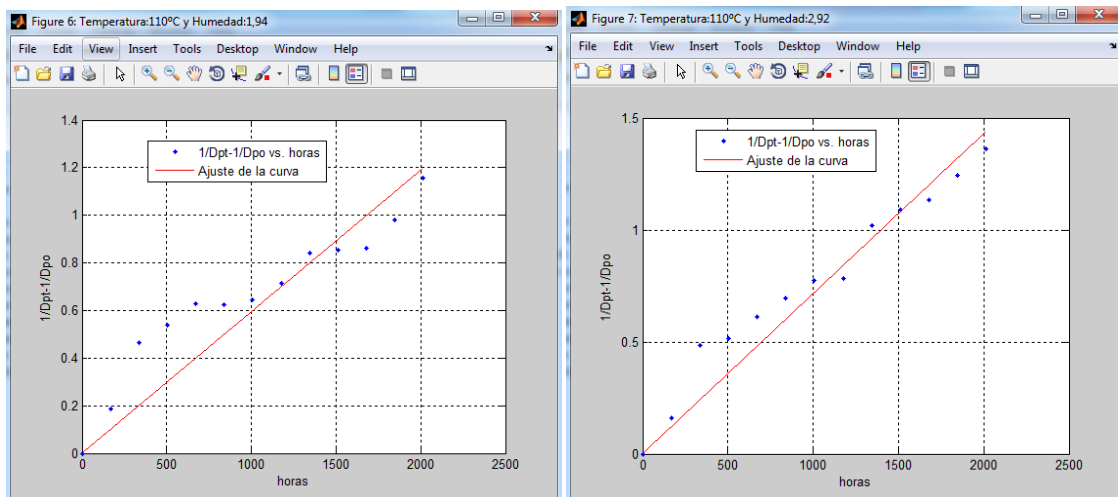 Figure 6: Temperatura:110ºC y Humedad:1,94
File Edit View Insert Tools Desktop Window Help
1.4
1.2
1
0.8
0.6
0.4
0.2
0
1/Dpt-1/Dpo
1/Dpt-1/Dpo vs. horas
Ajuste de la curva
0 500 1000 1500 2000 2500
horas
Figure 7: Temperatura:110ºC y Humedad:2,92
File Edit View Insert Tools Desktop Window Help
1.5
1
0.5
0
1/Dpt-1/Dpo
1/Dpt-1/Dpo vs. horas
Ajuste de la curva
0 500 1000 1500 2000 2500
horas